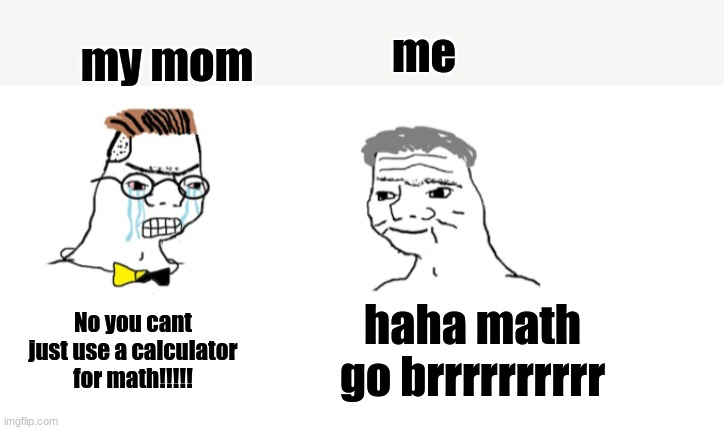 my mom
me
No you cant
just use a calculator
for math!!!!!
haha math
go brrrrrrrrrr
imgflip.com